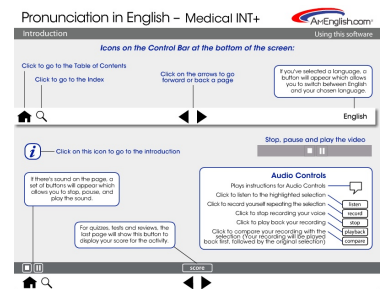 Pronunciation in English – Medical INT+
AMEnglish.com®
Introduction
Using this software
Icons on the Control Bar at the bottom of the screen:
Click to go to the Table of Contents
Click to go to the Index
Click on the arrows to go
forward or back a page
If you've selected a language, a
button will appear which allows
you to switch between English
and your chosen language.
English
Stop, pause and play the video
Click on this icon to go to the introduction
If there's sound on the page, a
set of buttons will appear which
allows you to stop, pause, and
play the sound.
Audio Controls
Plays instructions for Audio Controls
Click to listen to the highlighted selection
listen
Click to record yourself repeating the selection
record
Click to stop recording your voice
stop
Click to play back your recording
playback
Click to compare your recording with the
selection (Your recording will be played
back first, followed by the original selection)
compare
For quizzes, tests and reviews, the
last page will show this button to
display your score for the activity.
SCORE